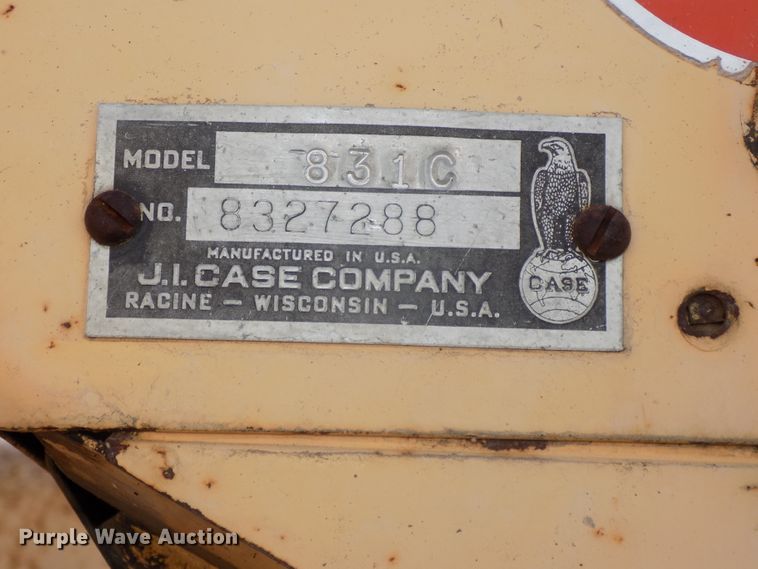 MODEL 831C
NO. 8327288
MANUFACTURED IN U.S.A.
J.I. CASE COMPANY
RACINE - WISCONSIN - U.S.A.
CASE
Purple Wave Auction